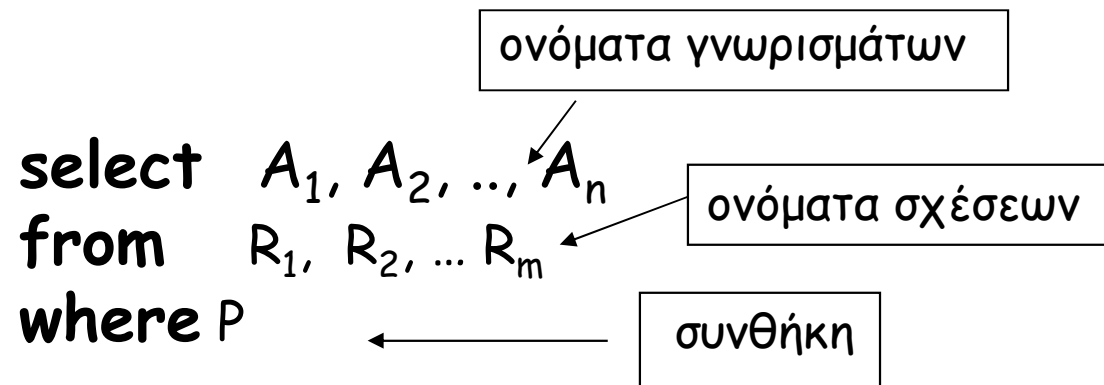 ονόματα γνωρισμάτων
select A₁, A₂, .., Aₙ
ονόματα σχέσεων
from R₁, R₂, ... Rₘ
where P
συνθήκη